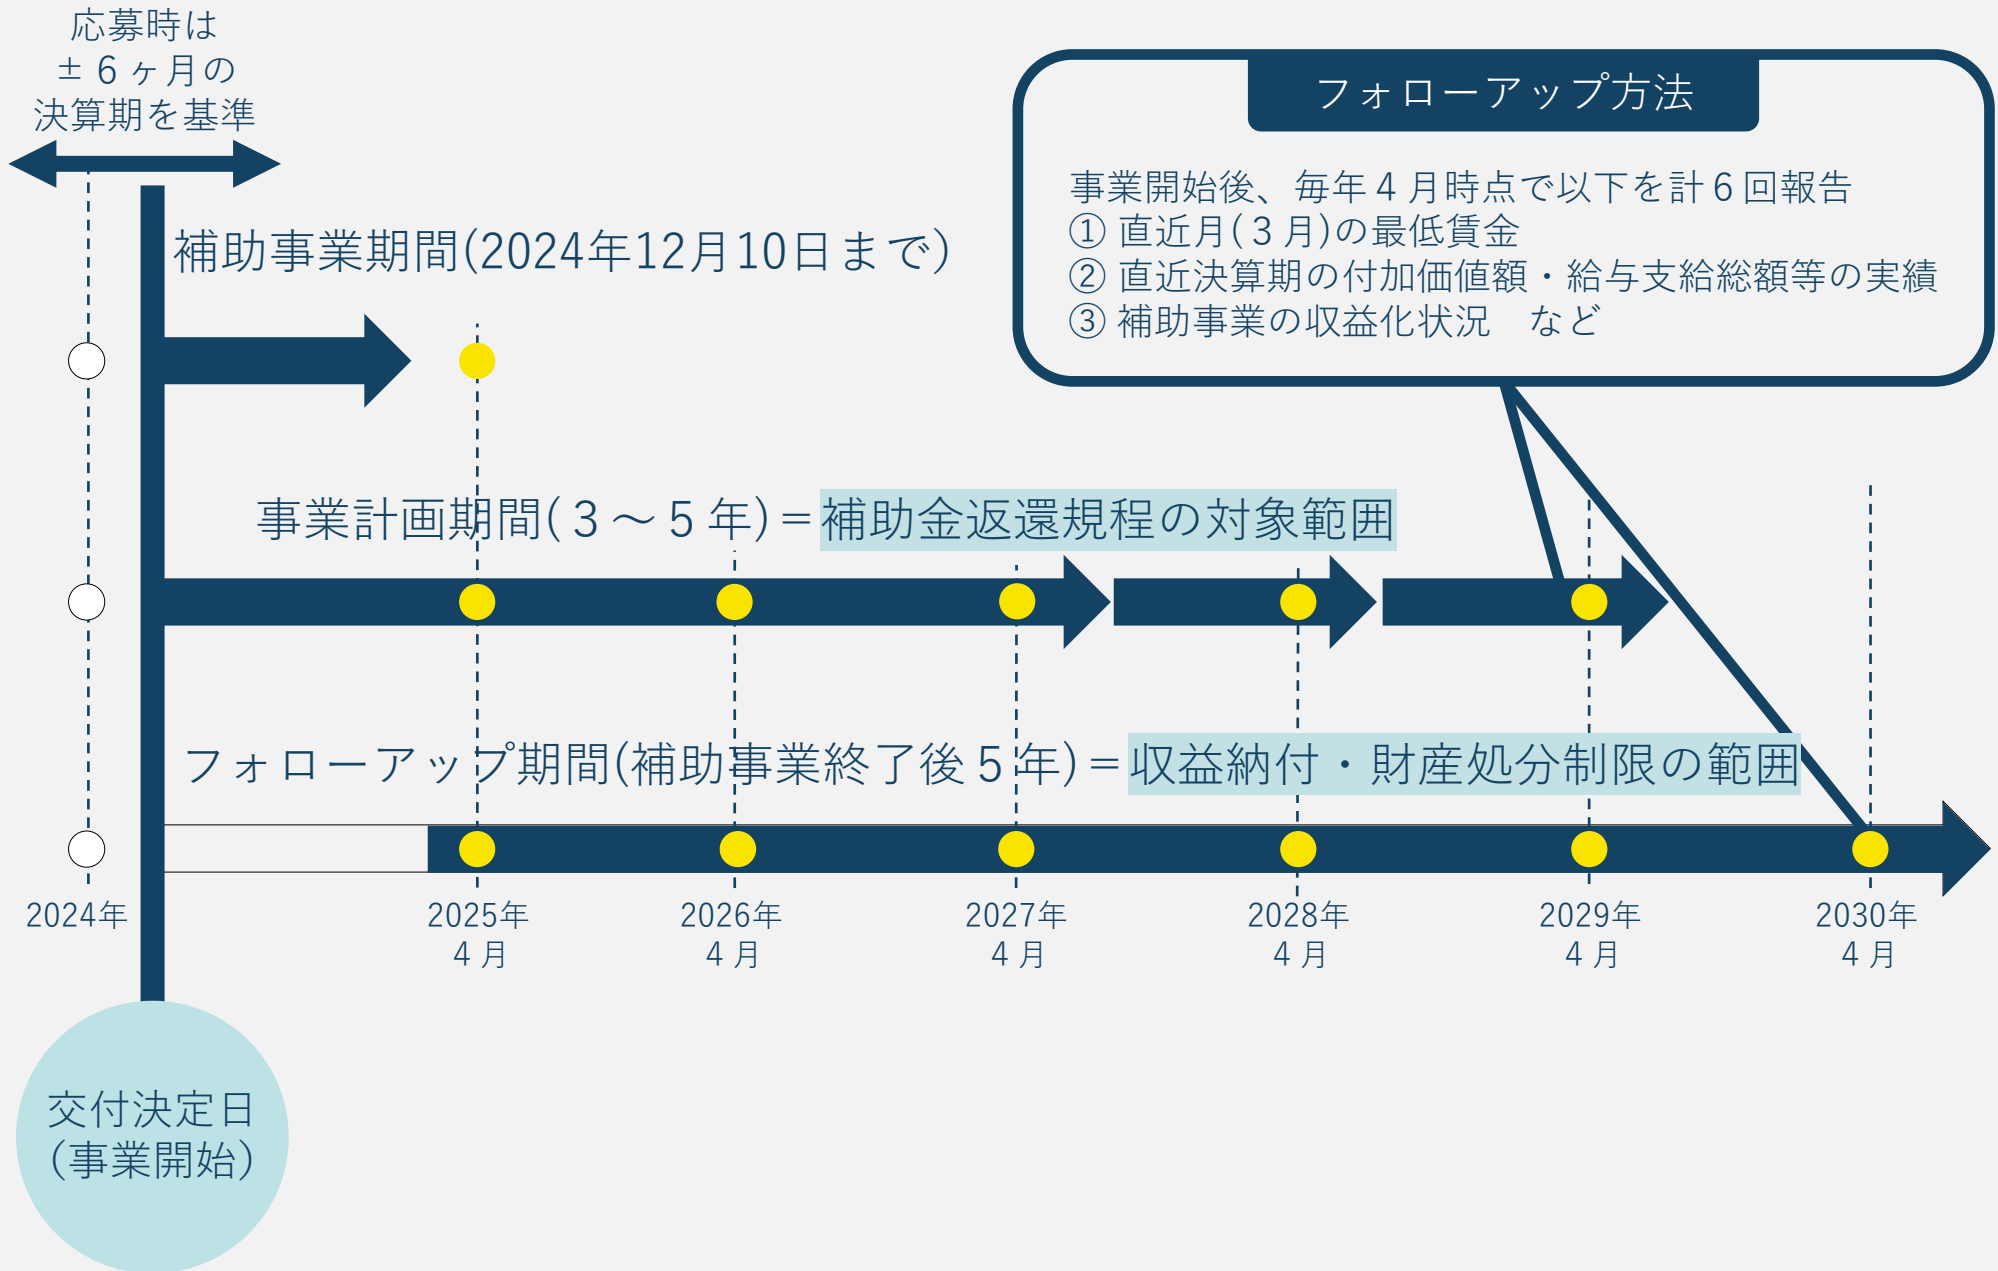 応募時は
±6ヶ月の
決算期を基準
フォローアップ方法
事業開始後、毎年4月時点で以下を計6回報告
① 直近月(3月)の最低賃金
② 直近決算期の付加価値額・給与支給総額等の実績
③ 補助事業の収益化状況　など
補助事業期間(2024年12月10日まで)
事業計画期間(3～5年)＝補助金返還規程の対象範囲
フォローアップ期間(補助事業終了後5年)＝収益納付・財産処分制限の範囲
2024年
2025年
4月
2026年
4月
2027年
4月
2028年
4月
2029年
4月
2030年
4月
交付決定日
(事業開始)